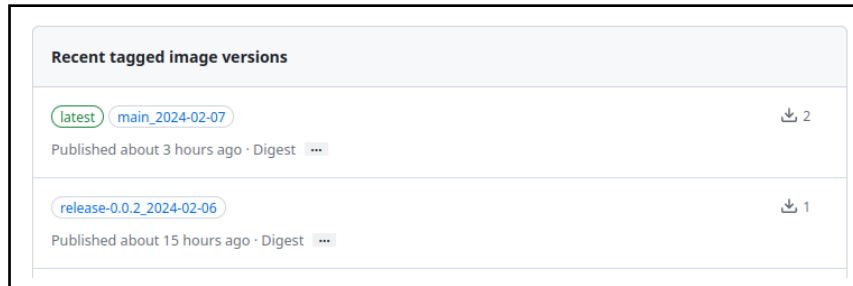 Recent tagged image versions
latest main_2024-02-07 2
Published about 3 hours ago · Digest ···
release-0.0.2_2024-02-06 1
Published about 15 hours ago · Digest ···